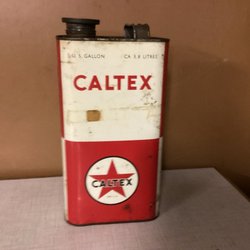 U.S. GALLON CA. 3.8 LITRES
CALTEX
CALTEX